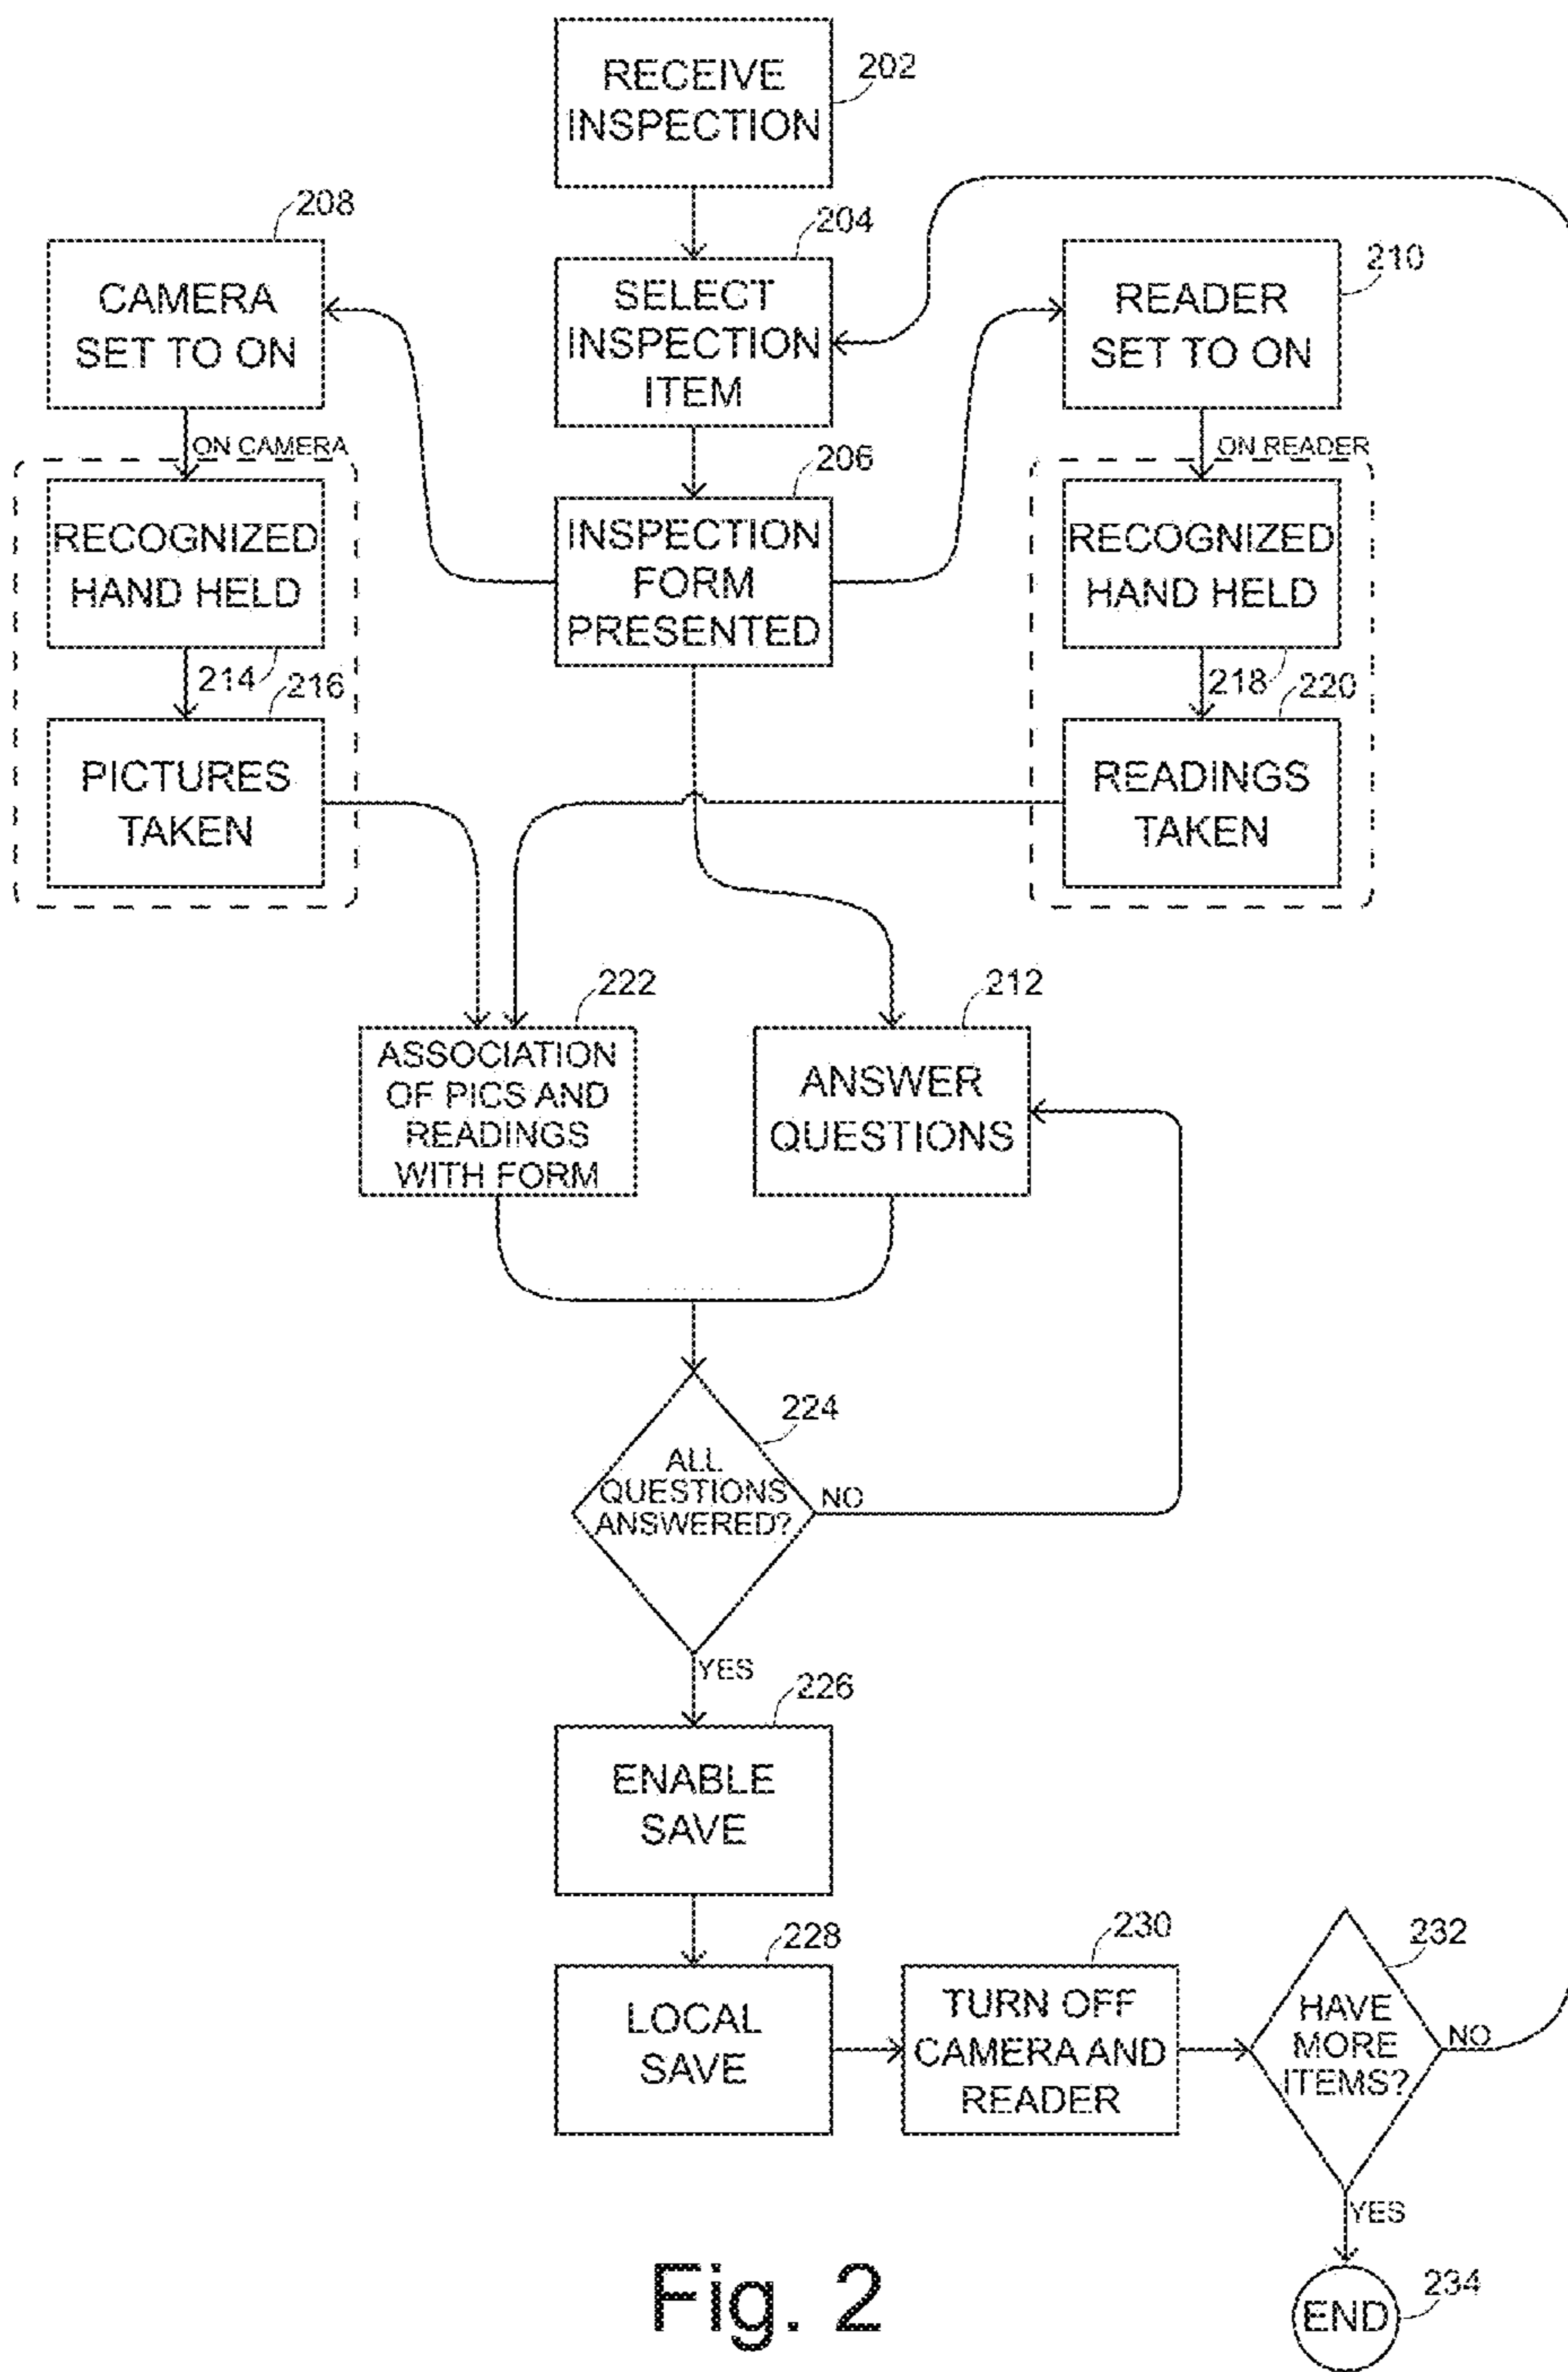 RECEIVE
INSPECTION
202
208
CAMERA
SET TO ON
204
SELECT
INSPECTION
ITEM
210
READER
SET TO ON
ON CAMERA
RECOGNIZED
HAND HELD
214
206
INSPECTION
FORM
PRESENTED
ON READER
RECOGNIZED
HAND HELD
218
216
PICTURES
TAKEN
220
READINGS
TAKEN
222
ASSOCIATION
OF PICS AND
READINGS
WITH FORM
212
ANSWER
QUESTIONS
224
ALL
QUESTIONS
ANSWERED?
NO
YES
226
ENABLE
SAVE
228
LOCAL
SAVE
230
TURN OFF
CAMERA AND
READER
232
HAVE
MORE
ITEMS?
NO
YES
234
END
Fig. 2